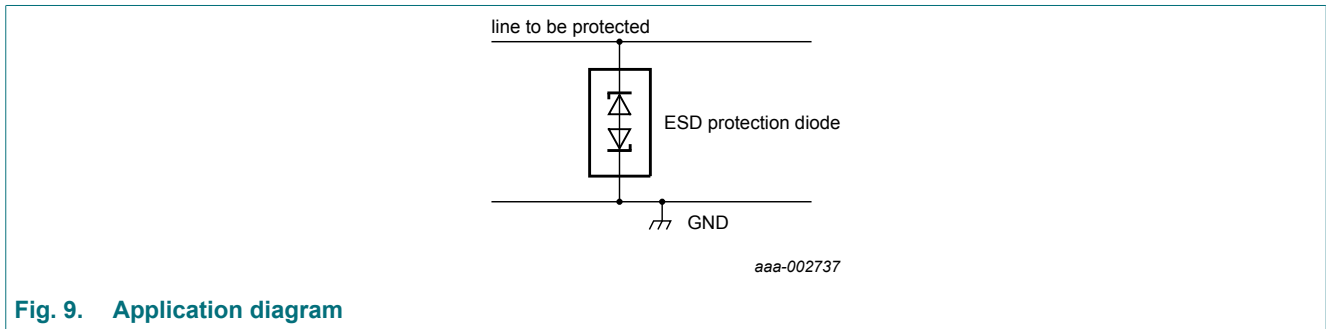 line to be protected
ESD protection diode
GND
aaa-002737
Fig. 9. Application diagram